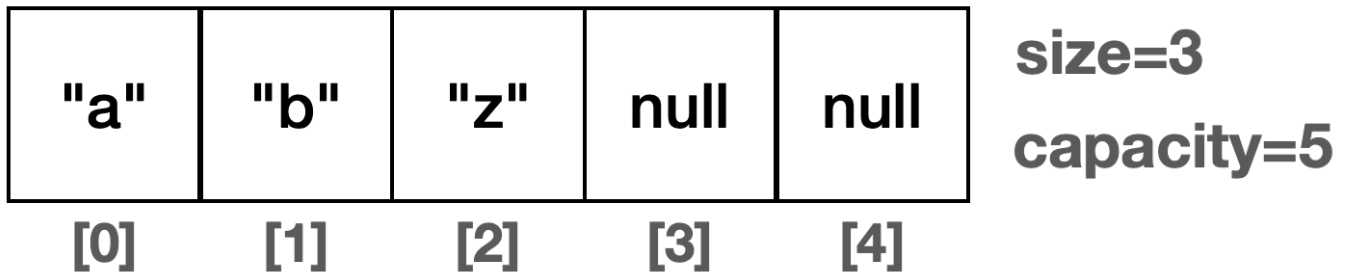 "a" "b" "z" null null
[0] [1] [2] [3] [4]
size=3
capacity=5